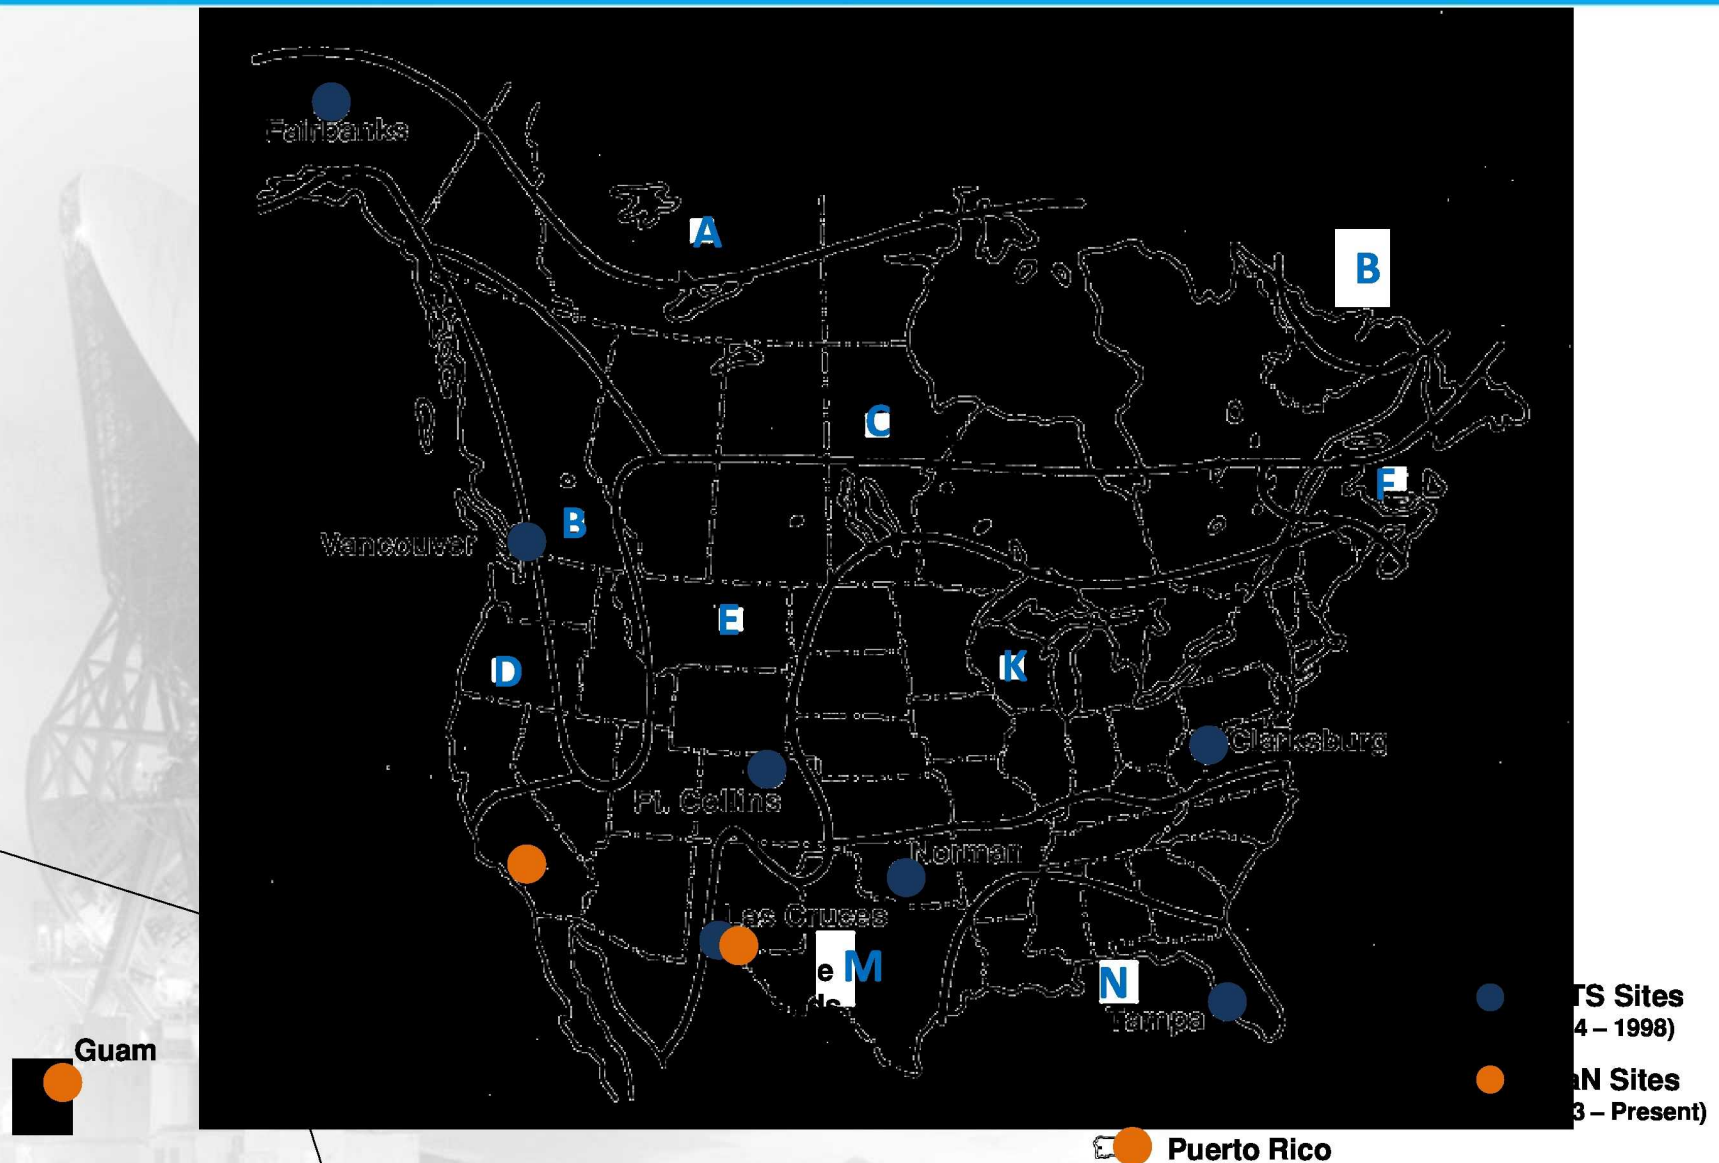 Fairbanks
A
B
C
F
Vancouver
B
E
D
K
Clarksburg
Ft. Collins
Norman
Las Cruces
e M
ds
N
Tampa
TS Sites
4 – 1998)
Guam
aN Sites
3 – Present)
Puerto Rico